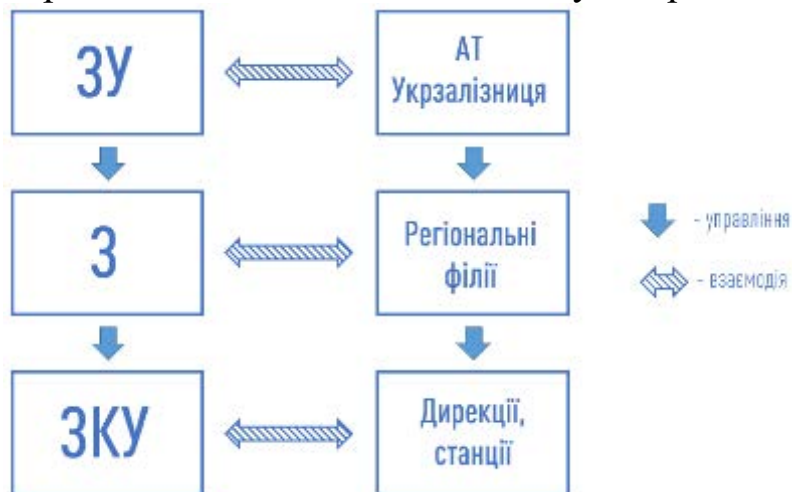 ЗУ
АТ
Укрзалізниця
З
Регіональні
філії
- управління
- взаємодія
ЗКУ
Дирекції,
станції